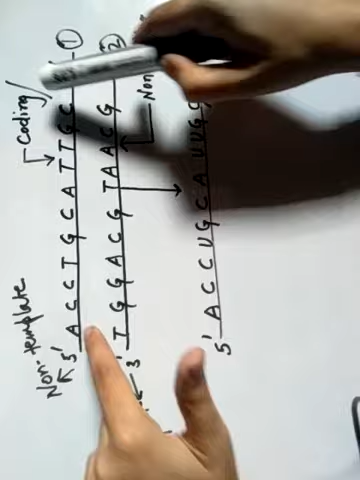 Non-template Coding/
5' A C C T G C A T T G C ①
3' T G G A C G T A A C G ②
Non
5' A C C U G C A U U G